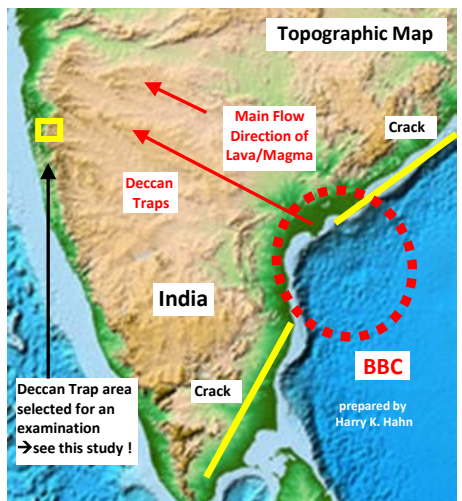 Topographic Map
Main Flow
Direction of
Lava/Magma
Crack
Deccan
Traps
India
Crack
BBC
prepared by
Harry K. Hahn
Deccan Trap area
selected for an
examination
→see this study !